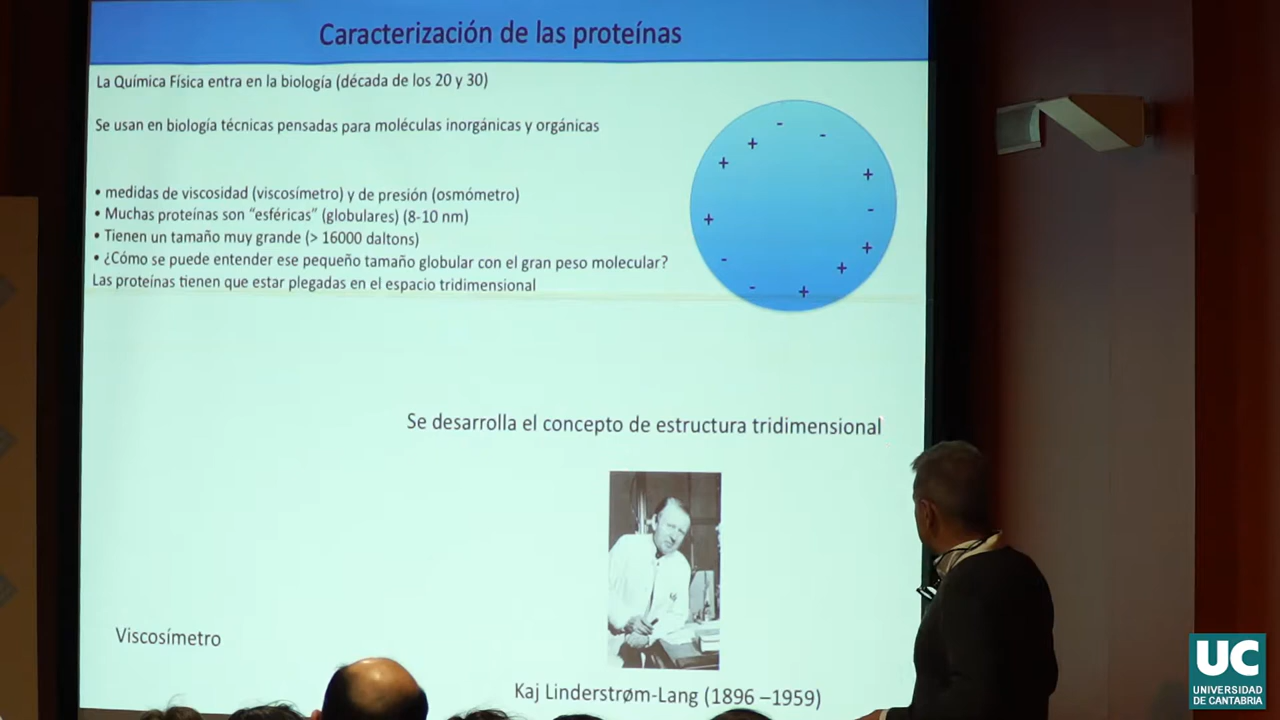 Caracterización de las proteínas
La Química Física entra en la biología (década de los 20 y 30)
Se usan en biología técnicas pensadas para moléculas inorgánicas y orgánicas
• medidas de viscosidad (viscosímetro) y de presión (osmómetro)
• Muchas proteínas son “esféricas” (globulares) (8-10 nm)
• Tienen un tamaño muy grande (> 16000 daltons)
• ¿Cómo se puede entender ese pequeño tamaño globular con el gran peso molecular?
Las proteínas tienen que estar plegadas en el espacio tridimensional
Se desarrolla el concepto de estructura tridimensional
Viscosímetro
Kaj Linderstrøm-Lang (1896 –1959)
UC
UNIVERSIDAD
DE CANTABRIA